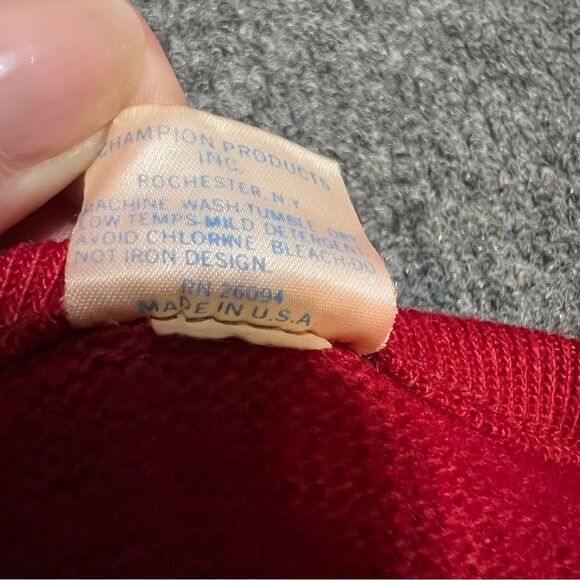 CHAMPION PRODUCTS
INC.
ROCHESTER, N.Y.
MACHINE WASH.TUMBLE DRY
LOW TEMPS-MILD DETERGENT
AVOID CHLORINE BLEACH/DO
NOT IRON DESIGN.
RN 26094
MADE IN U.S.A